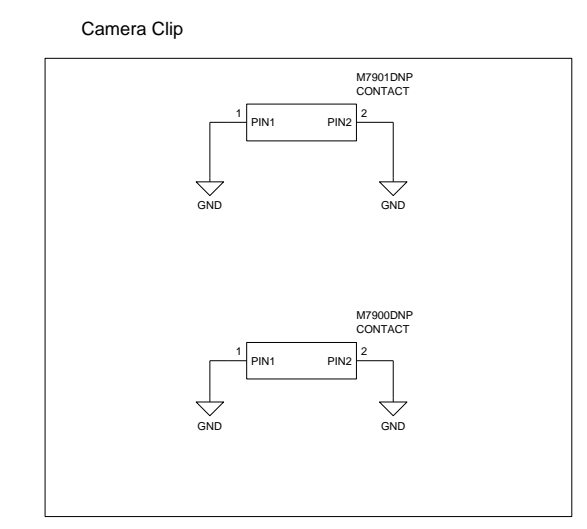 Camera Clip
M7901DNP
CONTACT
1 PIN1 PIN2 2
GND GND
M7900DNP
CONTACT
1 PIN1 PIN2 2
GND GND